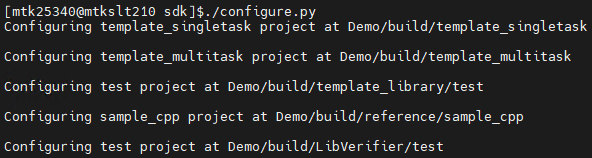 [mtk25340@mtkslt210 sdk]$./configure.py
Configuring template_singletask project at Demo/build/template_singletask
Configuring template_multitask project at Demo/build/template_multitask
Configuring test project at Demo/build/template_library/test
Configuring sample_cpp project at Demo/build/reference/sample_cpp
Configuring test project at Demo/build/LibVerifier/test